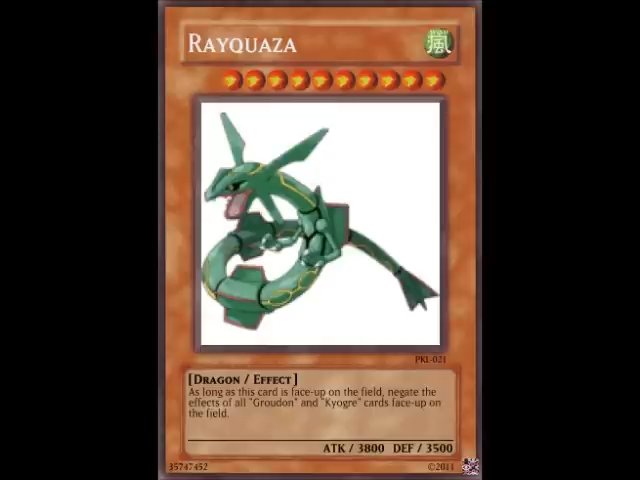 RAYQUAZA
風
PKL-021
[DRAGON / EFFECT]
As long as this card is face-up on the field, negate the
effects of all "Groudon" and "Kyogre" cards face-up on
the field.
ATK / 3800 DEF / 3500
35747452 ©2011